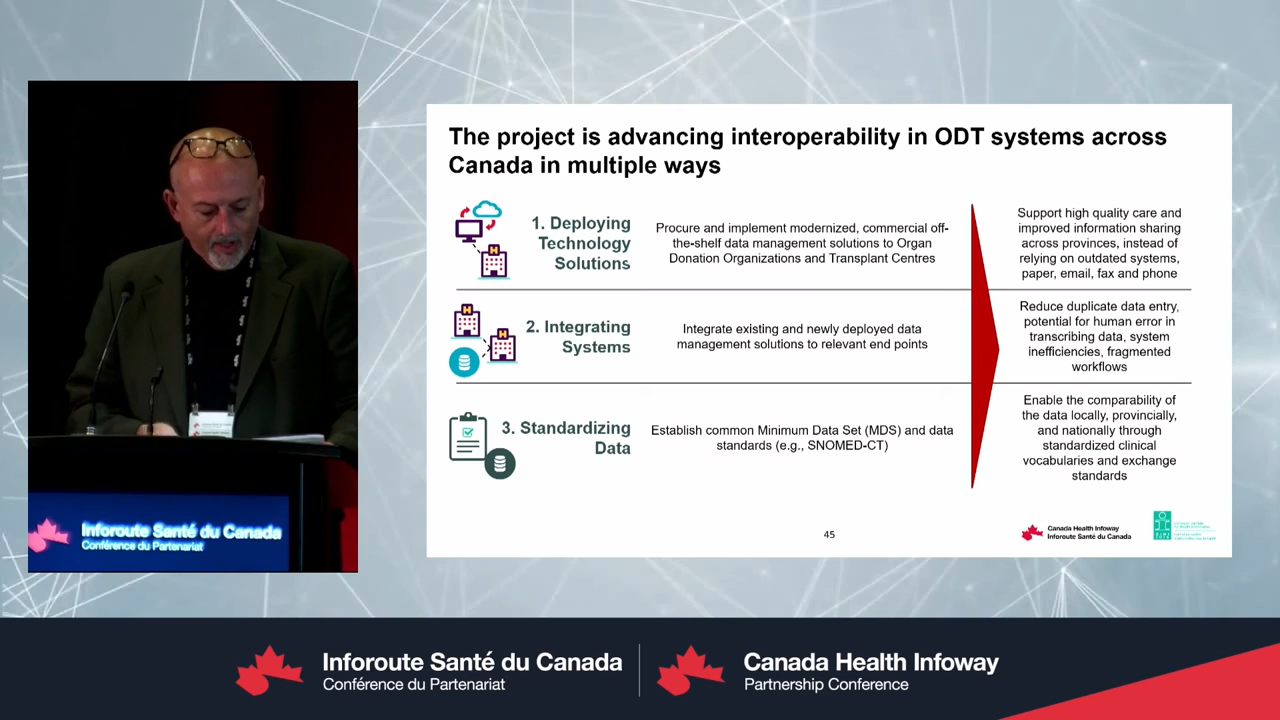 The project is advancing interoperability in ODT systems across
Canada in multiple ways
1. Deploying
Technology
Solutions
Procure and implement modernized, commercial off-
the-shelf data management solutions to Organ
Donation Organizations and Transplant Centres
Support high quality care and
improved information sharing
across provinces, instead of
relying on outdated systems,
paper, email, fax and phone
2. Integrating
Systems
Integrate existing and newly deployed data
management solutions to relevant end points
Reduce duplicate data entry,
potential for human error in
transcribing data, system
inefficiencies, fragmented
workflows
3. Standardizing
Data
Establish common Minimum Data Set (MDS) and data
standards (e.g., SNOMED-CT)
Enable the comparability of
the data locally, provincially,
and nationally through
standardized clinical
vocabularies and exchange
standards
45
Canada Health Infoway
Inforoute Santé du Canada
Inforoute Santé du Canada
Conférence du Partenariat
Inforoute Santé du Canada
Conférence du Partenariat
Canada Health Infoway
Partnership Conference